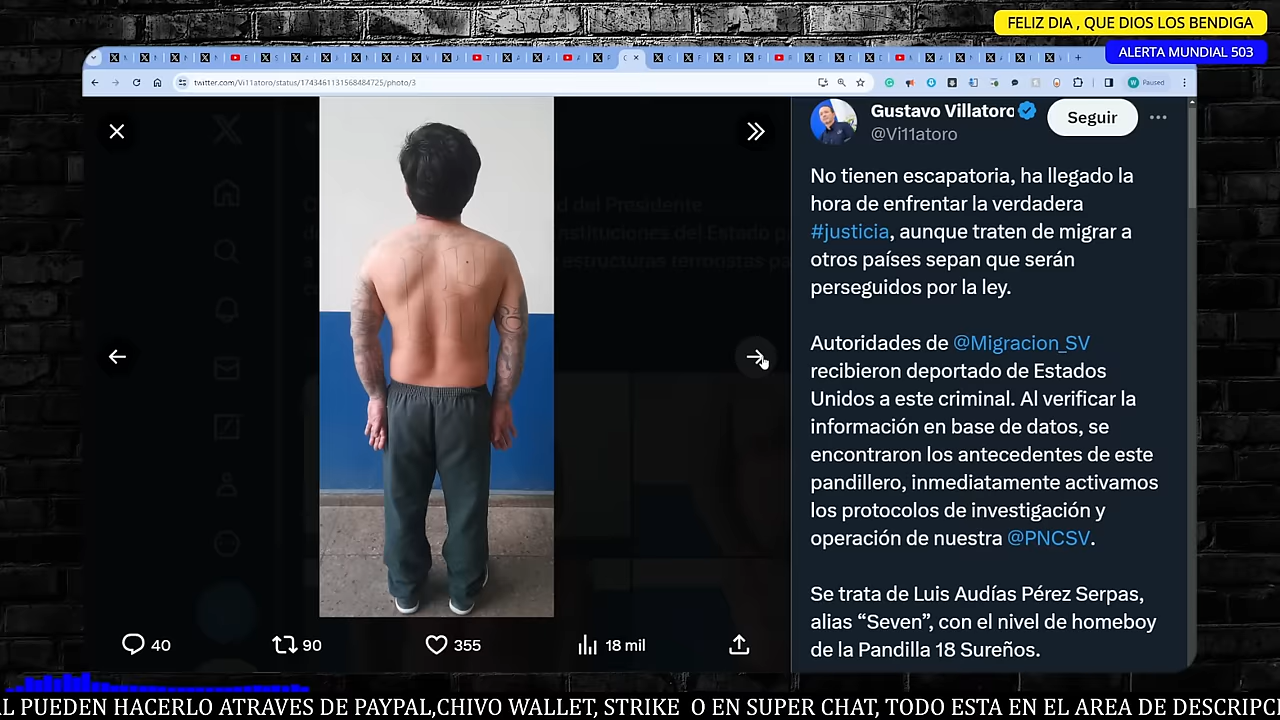 FELIZ DIA , QUE DIOS LOS BENDIGA
ALERTA MUNDIAL 503
twitter.com/Vi11atoro/status/1743461131568484725/photo/3
Paused
Gustavo Villatoro
@Vi11atoro
Seguir
No tienen escapatoria, ha llegado la
hora de enfrentar la verdadera
#justicia, aunque traten de migrar a
otros países sepan que serán
perseguidos por la ley.
Autoridades de @Migracion_SV
recibieron deportado de Estados
Unidos a este criminal. Al verificar la
información en base de datos, se
encontraron los antecedentes de este
pandillero, inmediatamente activamos
los protocolos de investigación y
operación de nuestra @PNCSV.
Se trata de Luis Audías Pérez Serpas,
alias “Seven”, con el nivel de homeboy
de la Pandilla 18 Sureños.
40
90
355
18 mil
AL PUEDEN HACERLO ATRAVES DE PAYPAL,CHIVO WALLET, STRIKE O EN SUPER CHAT, TODO ESTA EN EL AREA DE DESCRIPC